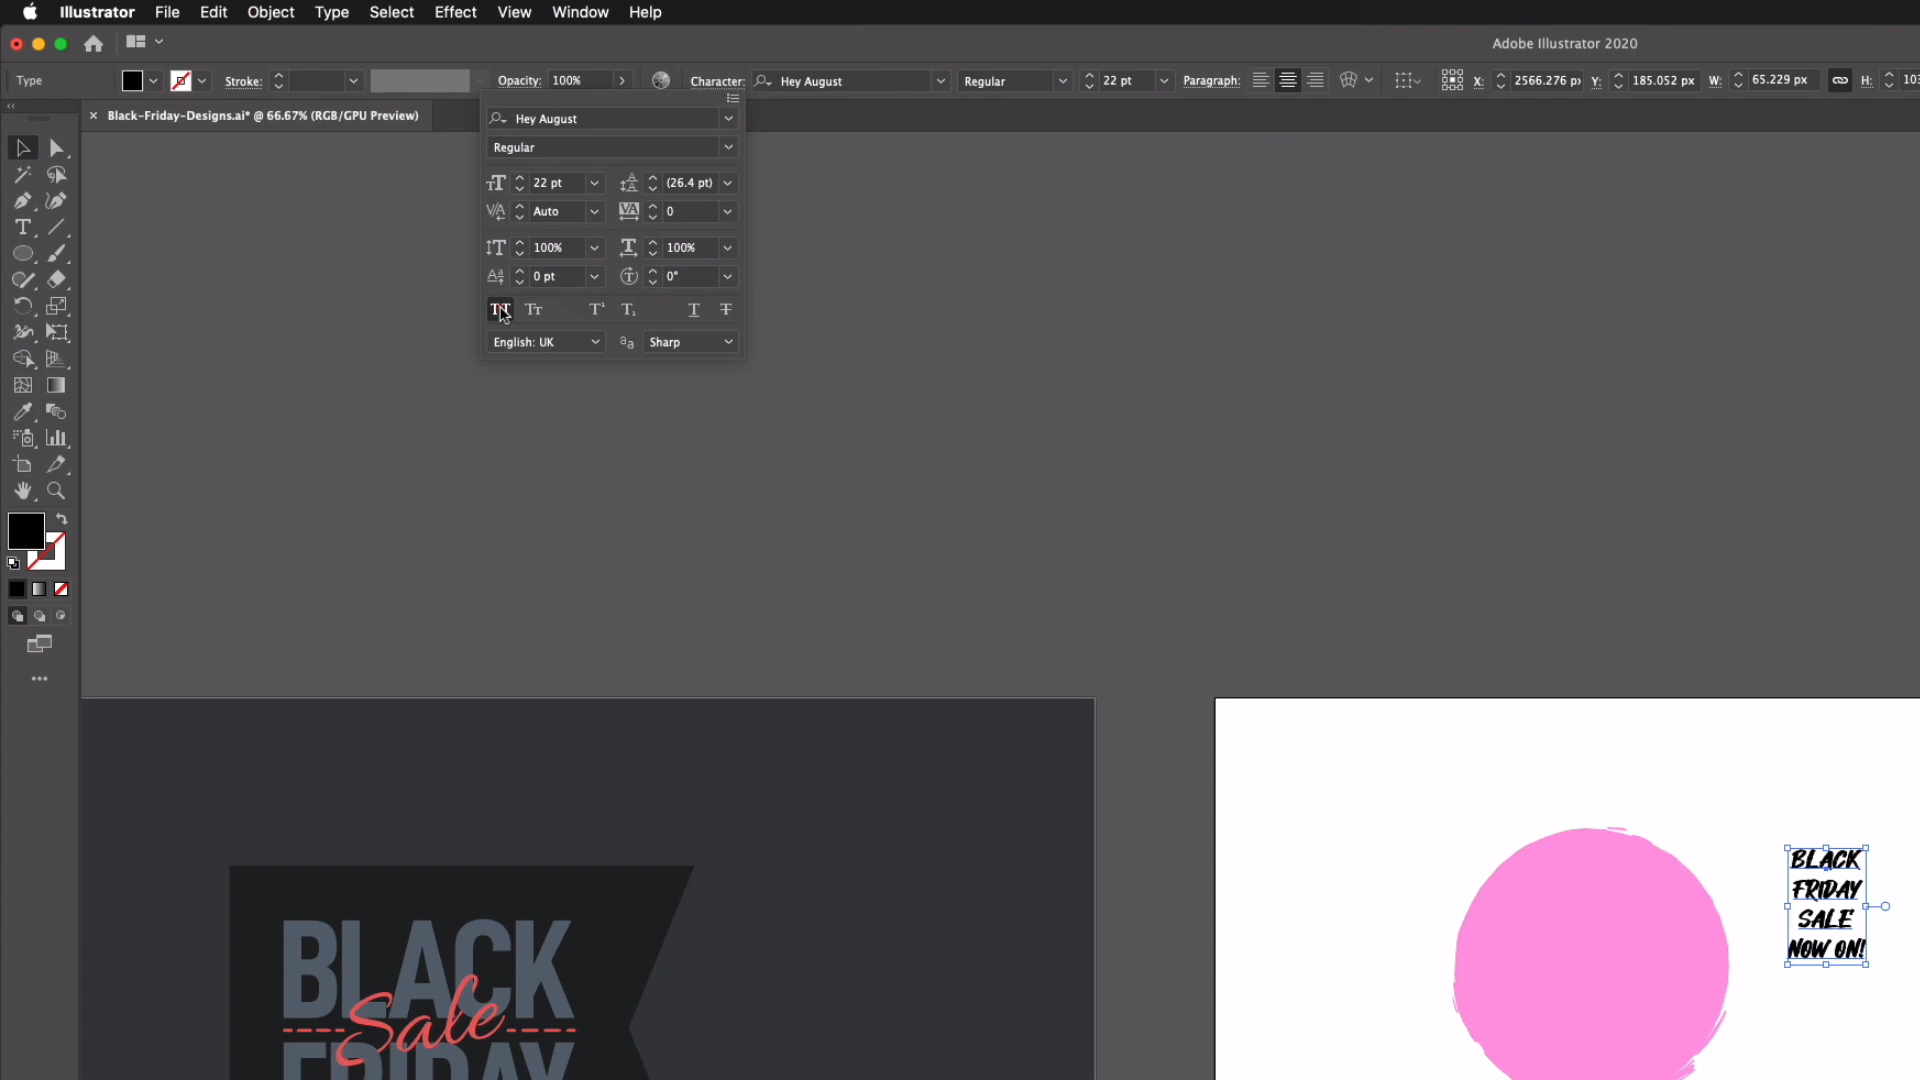 Illustrator File Edit Object Type Select Effect View Window Help
Adobe Illustrator 2020
Type Stroke: Opacity: 100% Character: Hey August Regular 22 pt Paragraph: X: 2566.276 px Y: 185.052 px W: 65.229 px H:
× Black-Friday-Designs.ai* @ 66.67% (RGB/GPU Preview)
Hey August
Regular
22 pt (26.4 pt)
Auto 0
100% 100%
0 pt 0°
English: UK Sharp
BLACK
FRIDAY
SALE
NOW ON!
BLACK
Sale
FRIDAY